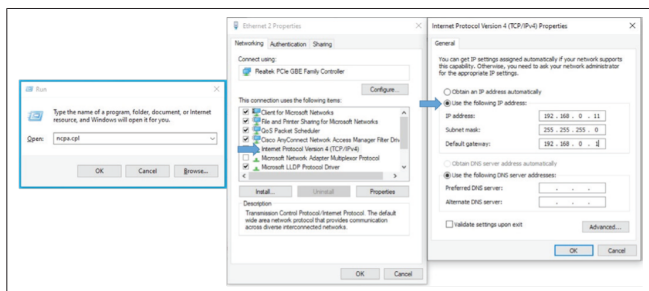 Run
Type the name of a program, folder, document, or Internet
resource, and Windows will open it for you.
Open:
ncpa.cpl
OK
Cancel
Browse...
Ethernet 2 Properties
Networking
Authentication
Sharing
Connect using:
Realtek PCIe GBE Family Controller
Configure...
This connection uses the following items:
Client for Microsoft Networks
File and Printer Sharing for Microsoft Networks
QoS Packet Scheduler
Cisco AnyConnect Network Access Manager Filter Driv
Internet Protocol Version 4 (TCP/IPv4)
Microsoft Network Adapter Multiplexor Protocol
Microsoft LLDP Protocol Driver
Install...
Uninstall
Properties
Description
Transmission Control Protocol/Internet Protocol. The default
wide area network protocol that provides communication
across diverse interconnected networks.
OK
Cancel
Internet Protocol Version 4 (TCP/IPv4) Properties
General
You can get IP settings assigned automatically if your network supports
this capability. Otherwise, you need to ask your network administrator
for the appropriate IP settings.
Obtain an IP address automatically
Use the following IP address:
IP address:
192 . 168 . 0 . 11
Subnet mask:
255 . 255 . 255 . 0
Default gateway:
192 . 168 . 0 . 1
Obtain DNS server address automatically
Use the following DNS server addresses:
Preferred DNS server:
. . .
Alternate DNS server:
. . .
Validate settings upon exit
Advanced...
OK
Cancel